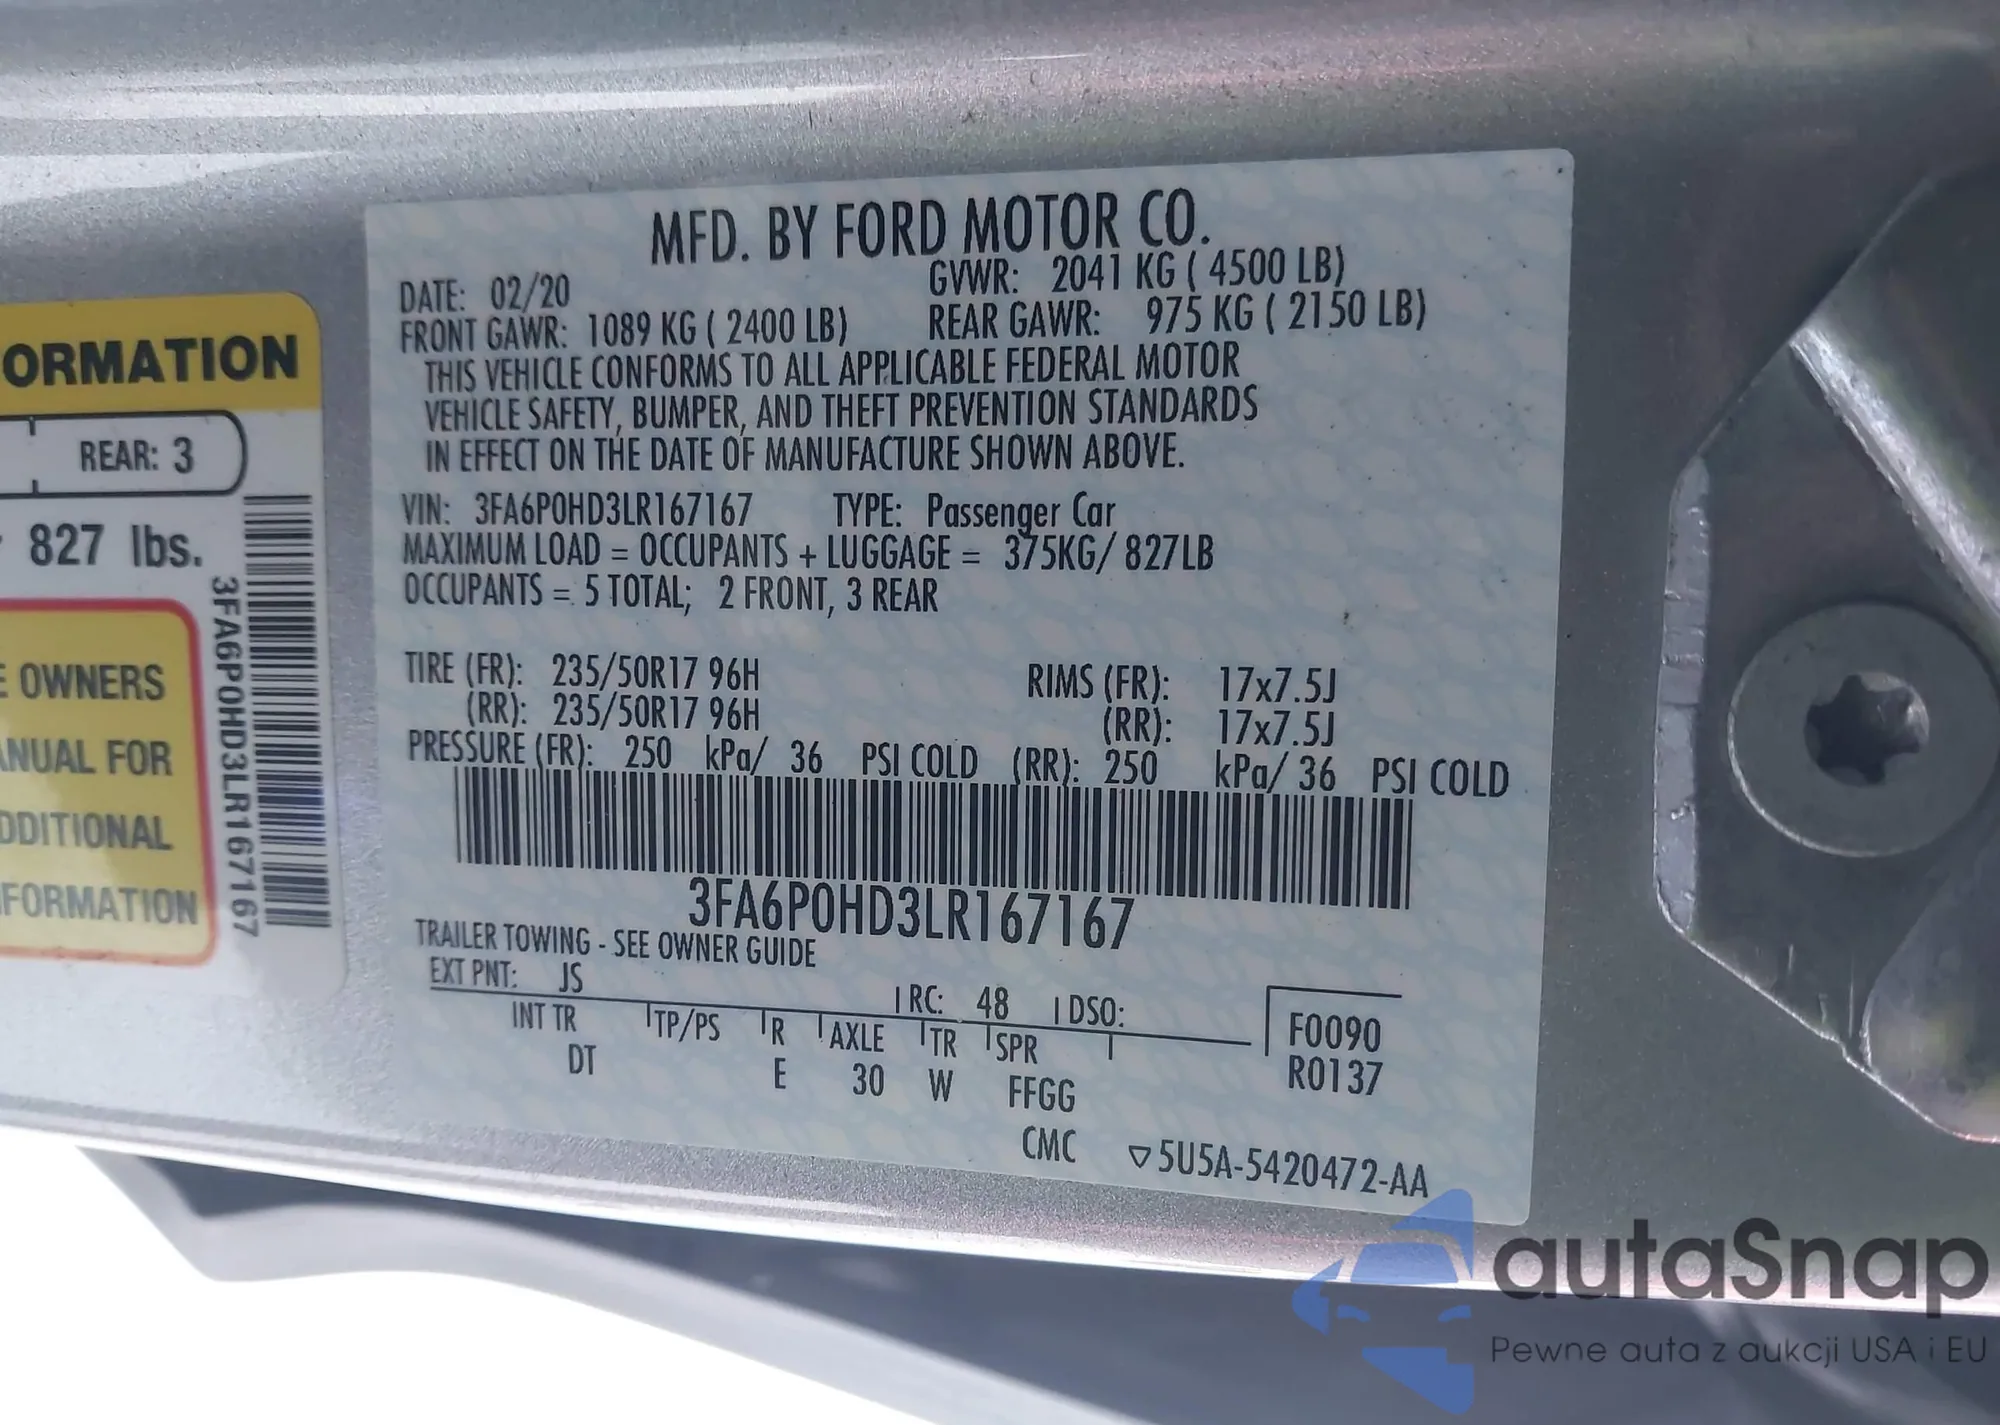 ORMATION
REAR: 3
827 lbs.
E OWNERS
ANUAL FOR
DDITIONAL
FORMATION
3FA6P0HD3LR167167
MFD. BY FORD MOTOR CO.
DATE: 02/20 GVWR: 2041 KG ( 4500 LB)
FRONT GAWR: 1089 KG ( 2400 LB) REAR GAWR: 975 KG ( 2150 LB)
THIS VEHICLE CONFORMS TO ALL APPLICABLE FEDERAL MOTOR
VEHICLE SAFETY, BUMPER, AND THEFT PREVENTION STANDARDS
IN EFFECT ON THE DATE OF MANUFACTURE SHOWN ABOVE.
VIN: 3FA6P0HD3LR167167 TYPE: Passenger Car
MAXIMUM LOAD = OCCUPANTS + LUGGAGE = 375KG/ 827LB
OCCUPANTS = 5 TOTAL; 2 FRONT, 3 REAR
TIRE (FR): 235/50R17 96H RIMS (FR): 17x7.5J
(RR): 235/50R17 96H (RR): 17x7.5J
PRESSURE (FR): 250 kPa/ 36 PSI COLD (RR): 250 kPa/ 36 PSI COLD
3FA6P0HD3LR167167
TRAILER TOWING - SEE OWNER GUIDE
EXT PNT: JS RC: 48 DSO:
INT TR TP/PS R AXLE TR SPR
DT E 30 W FFGG
F0090
R0137
CMC ▽5U5A-5420472-AA
autaSnap
Pewne auta z aukcji USA i EU